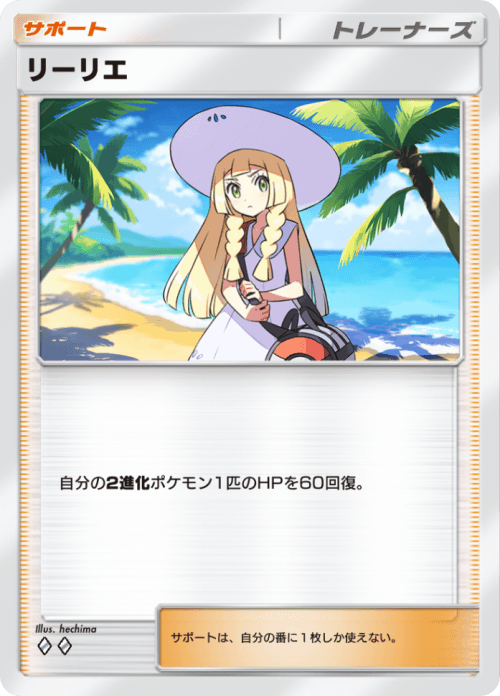 サポート
トレーナーズ
リーリエ
自分の2進化ポケモン1匹のHPを60回復。
Illus. hechima
サポートは、自分の番に1枚しか使えない。